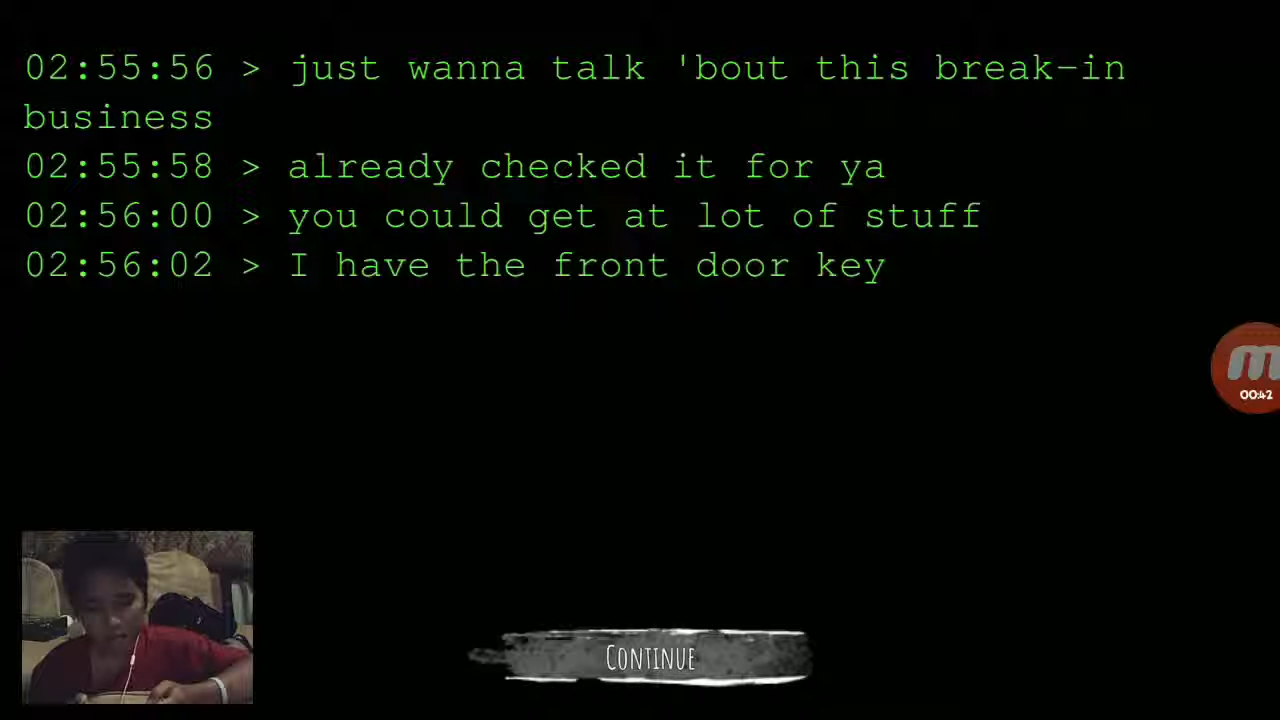 02:55:56 > just wanna talk 'bout this break-in
business
02:55:58 > already checked it for ya
02:56:00 > you could get at lot of stuff
02:56:02 > I have the front door key
00:42
Continue